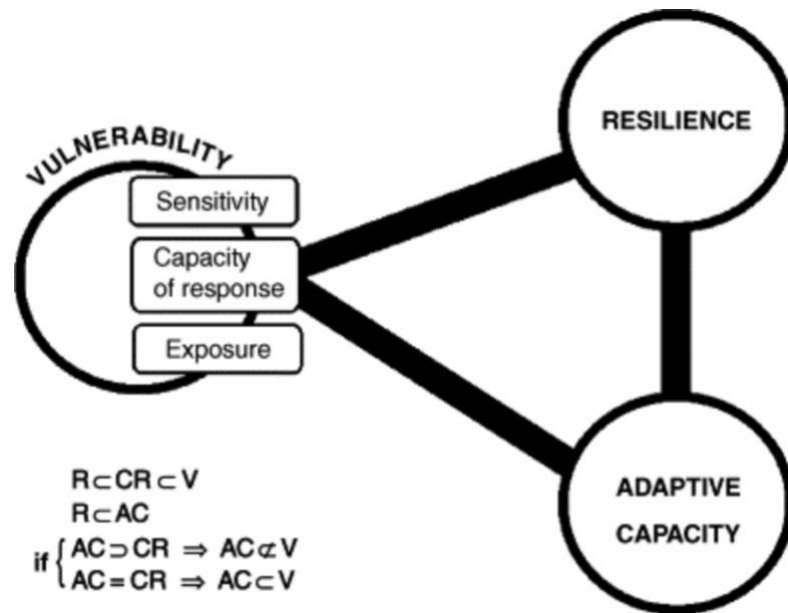 VULNERABILITY
Sensitivity
Capacity
of response
Exposure
RESILIENCE
ADAPTIVE
CAPACITY
R⊂CR⊂V
R⊂AC
if { AC⊃CR ⇒ AC⊄V
AC=CR ⇒ AC⊂V